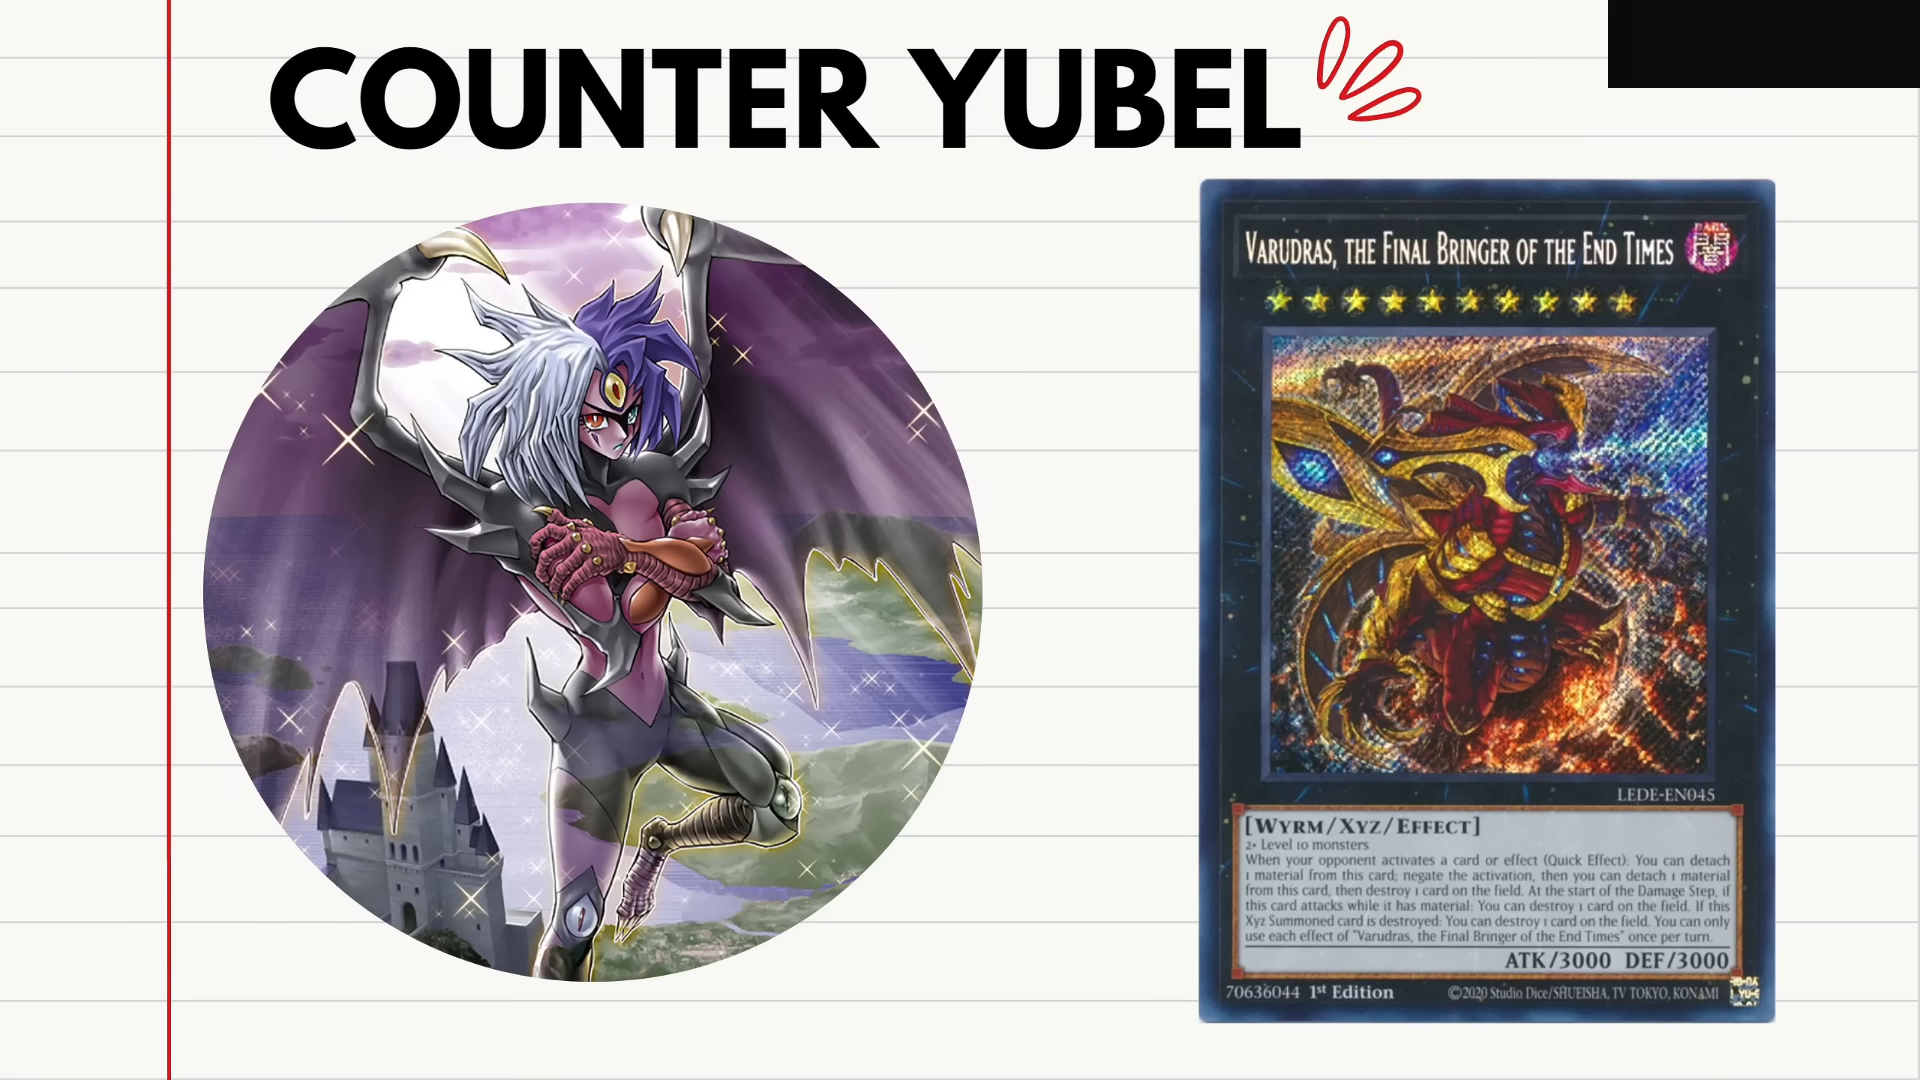 COUNTER YUBEL
VARUDRAS, THE FINAL BRINGER OF THE END TIMES
DARK
闇
LEDE-EN045
[WYRM/XYZ/EFFECT]
2+ Level 10 monsters
When your opponent activates a card or effect (Quick Effect): You can detach
1 material from this card; negate the activation, then you can detach 1 material
from this card, then destroy 1 card on the field. At the start of the Damage Step, if
this card attacks while it has material: You can destroy 1 card on the field. If this
Xyz Summoned card is destroyed: You can destroy 1 card on the field. You can only
use each effect of "Varudras, the Final Bringer of the End Times" once per turn.
ATK/3000 DEF/3000
70636044 1st Edition ©2020 Studio Dice/SHUEISHA, TV TOKYO, KONAMI